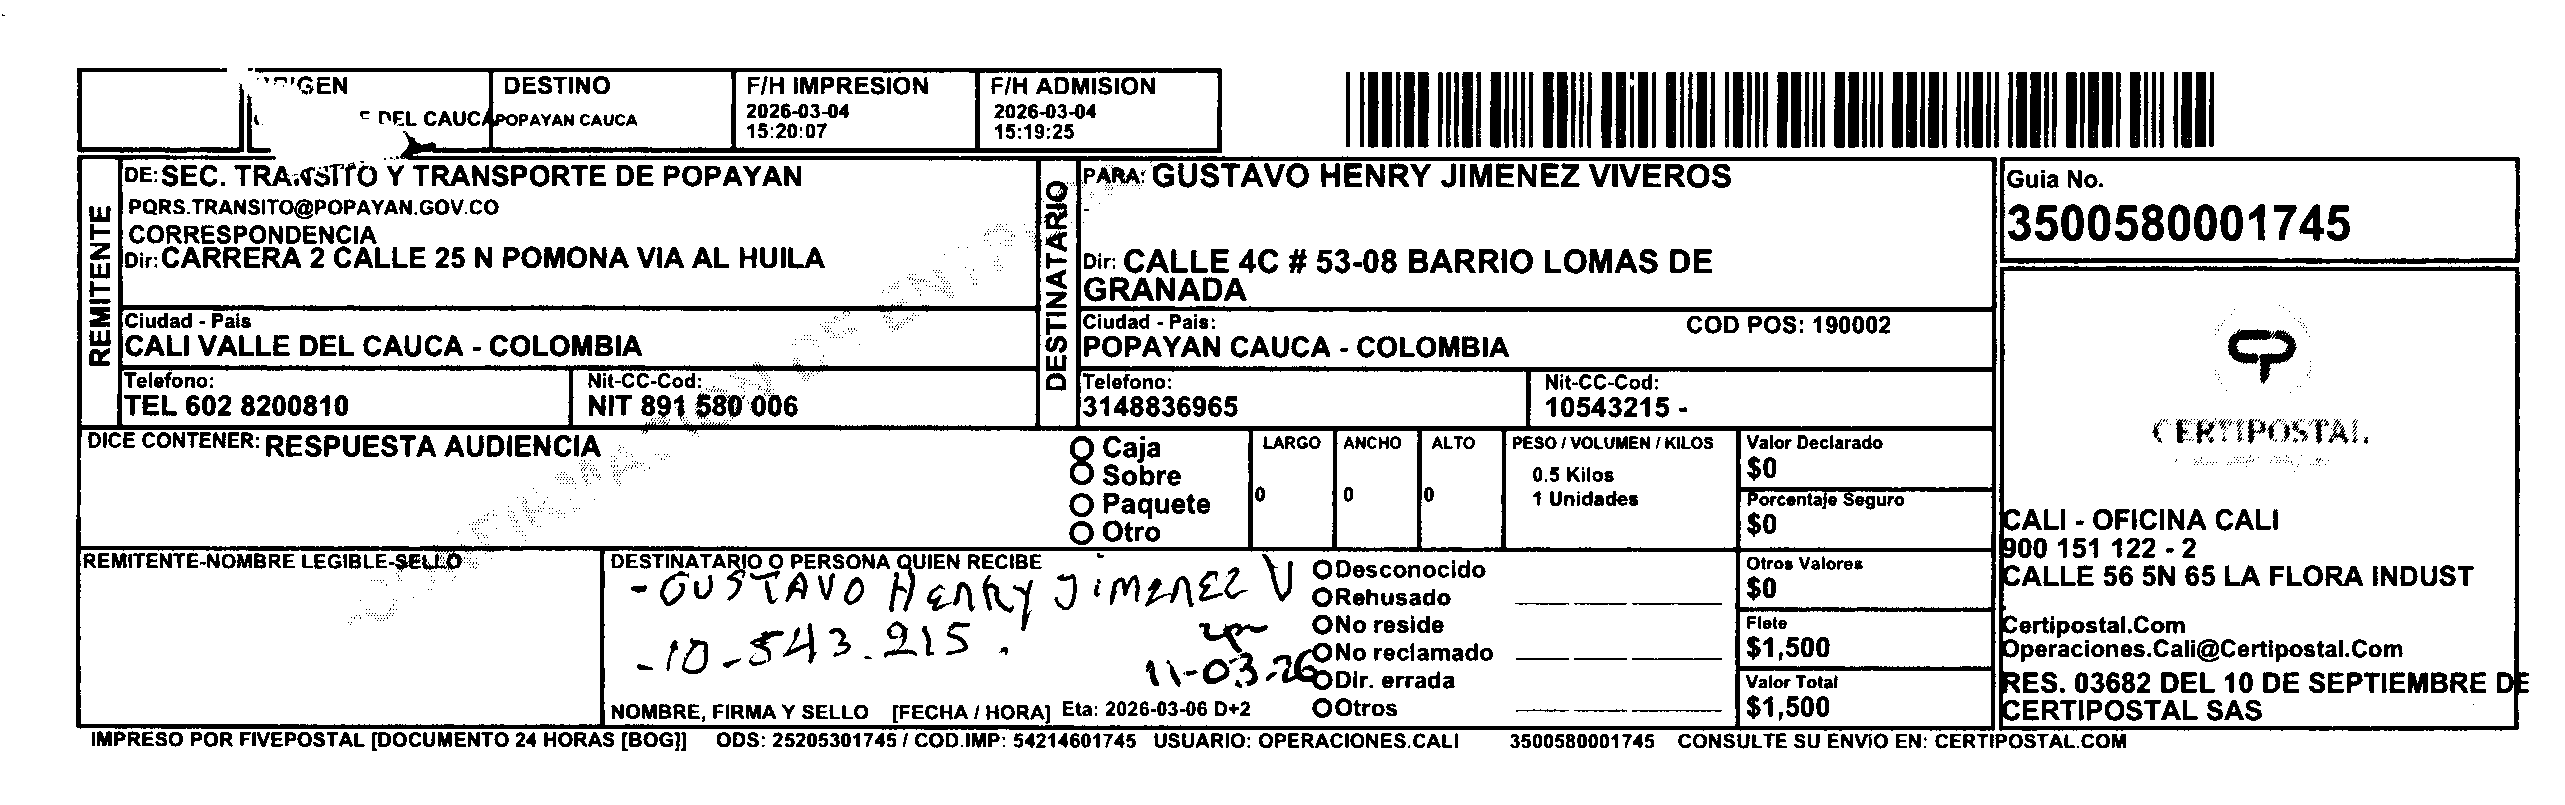 DESTINO
F/H IMPRESION
F/H ADMISION
DEL CAUCA
POPAYAN CAUCA
2026-03-04
15:20:07
2026-03-04
15:19:25
REMITENTE
DE: SEC. TRANSITO Y TRANSPORTE DE POPAYAN
PQRS.TRANSITO@POPAYAN.GOV.CO
CORRESPONDENCIA
Dir: CARRERA 2 CALLE 25 N POMONA VIA AL HUILA
Ciudad - Pais
CALI VALLE DEL CAUCA - COLOMBIA
Telefono:
TEL 602 8200810
Nit-CC-Cod:
NIT 891 580 006
DESTINATARIO
PARA: GUSTAVO HENRY JIMENEZ VIVEROS
Dir: CALLE 4C # 53-08 BARRIO LOMAS DE
GRANADA
Ciudad - Pais:
COD POS: 190002
POPAYAN CAUCA - COLOMBIA
Telefono:
3148836965
Nit-CC-Cod:
10543215 -
Guia No.
3500580001745
DICE CONTENER: RESPUESTA AUDIENCIA
Caja
Sobre
Paquete
Otro
LARGO
ANCHO
ALTO
PESO / VOLUMEN / KILOS
0
0
0
0.5 Kilos
1 Unidades
Valor Declarado
$0
Porcentaje Seguro
$0
Otros Valores
$0
Flete
$1,500
Valor Total
$1,500
REMITENTE-NOMBRE LEGIBLE-SELLO
DESTINATARIO O PERSONA QUIEN RECIBE
- GUSTAVO HENRY JIMENEZ V
- 10-543.215.
11-03-26
NOMBRE, FIRMA Y SELLO [FECHA / HORA] Eta: 2026-03-06 D+2
Desconocido
Rehusado
No reside
No reclamado
Dir. errada
Otros
CERTIPOSTAL
CALI - OFICINA CALI
900 151 122 - 2
CALLE 56 5N 65 LA FLORA INDUST
Certipostal.Com
Operaciones.Cali@Certipostal.Com
RES. 03682 DEL 10 DE SEPTIEMBRE DE
CERTIPOSTAL SAS
IMPRESO POR FIVEPOSTAL [DOCUMENTO 24 HORAS [BOG]] ODS: 25205301745 / COD.IMP: 54214601745 USUARIO: OPERACIONES.CALI 3500580001745 CONSULTE SU ENVIO EN: CERTIPOSTAL.COM